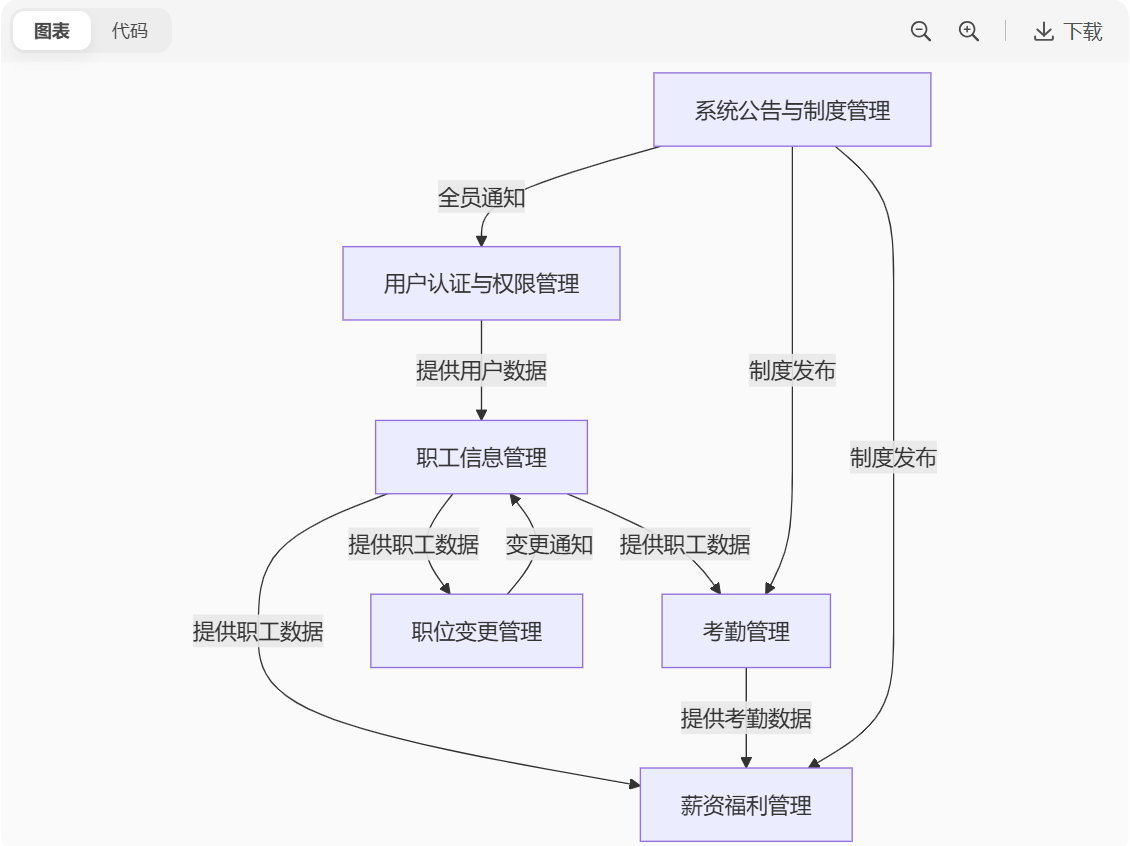 图表
代码
下载
系统公告与制度管理
全员通知
用户认证与权限管理
提供用户数据
制度发布
制度发布
职工信息管理
提供职工数据
变更通知
提供职工数据
提供职工数据
职位变更管理
考勤管理
提供考勤数据
薪资福利管理